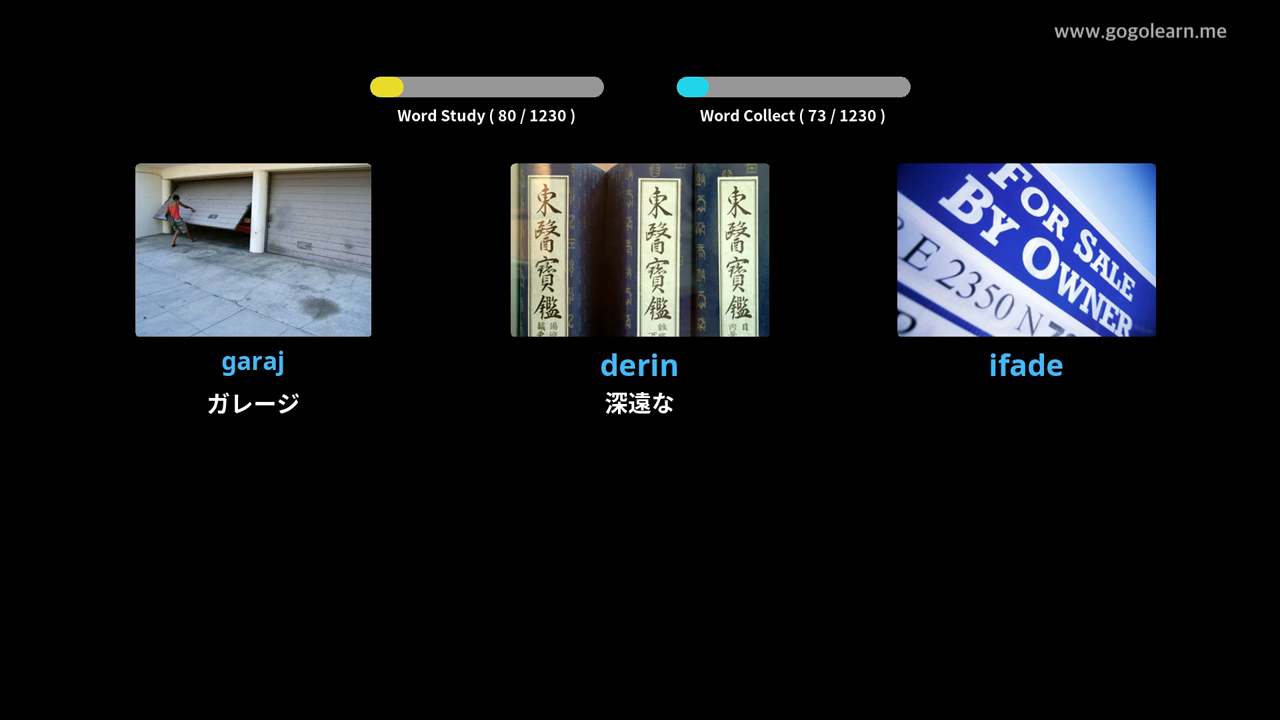 www.gogolearn.me
Word Study ( 80 / 1230 )
Word Collect ( 73 / 1230 )
東醫寶鑑
東醫寶鑑
東醫寶鑑
FOR SALE
BY OWNER
E 2350 N
garaj
derin
ifade
ガレージ
深遠な